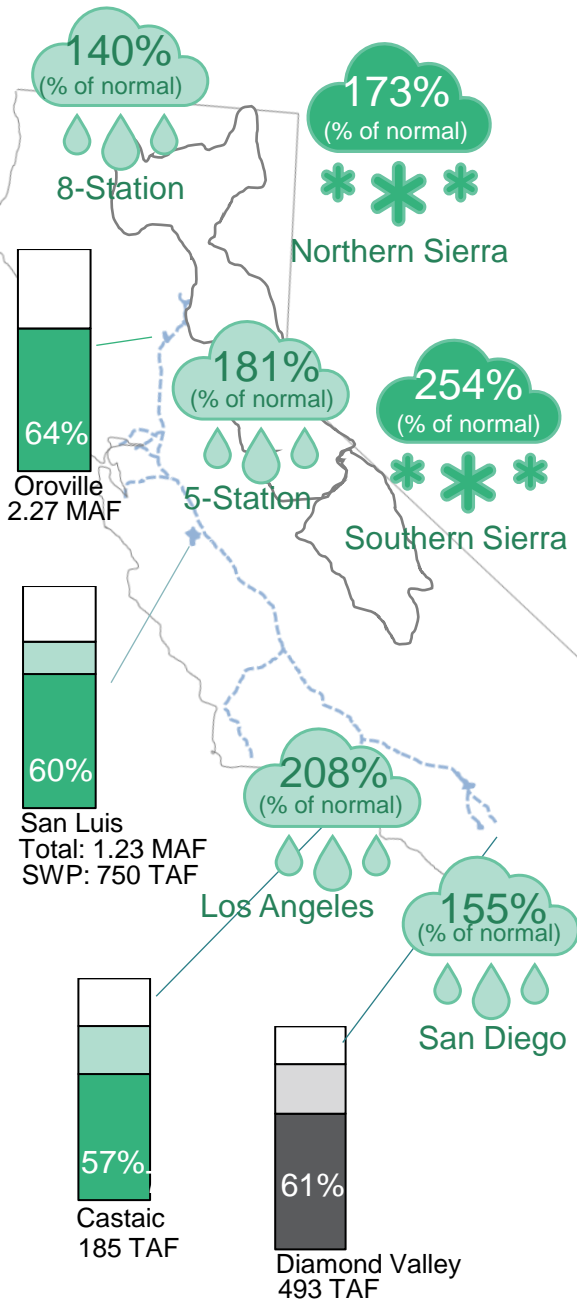 140%
(% of normal)
8-Station
173%
(% of normal)
Northern Sierra
64%
Oroville
2.27 MAF
181%
(% of normal)
5-Station
254%
(% of normal)
Southern Sierra
60%
San Luis
Total: 1.23 MAF
SWP: 750 TAF
208%
(% of normal)
Los Angeles
155%
(% of normal)
San Diego
57%
Castaic
185 TAF
61%
Diamond Valley
493 TAF